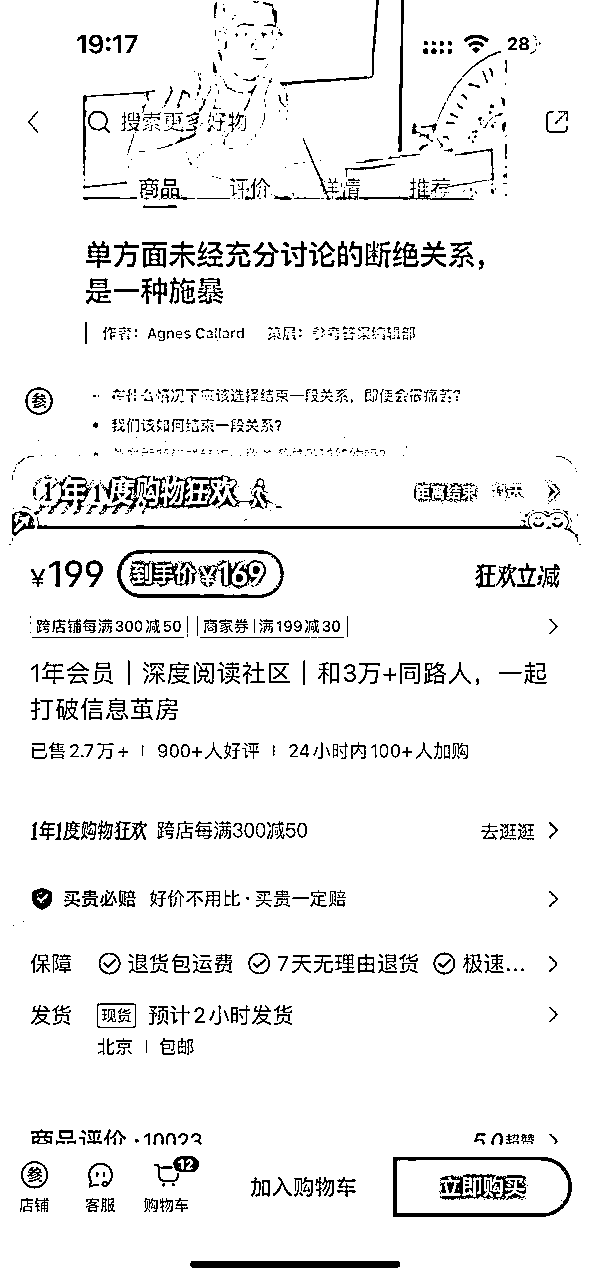 19:17
28
搜索更多好物
商品 评价 详情 推荐
单方面未经充分讨论的断绝关系，
是一种施暴
作者：Agnes Callard 策展：参考答案编辑部
参
在什么情况下应该选择结束一段关系，即使会很痛苦？
• 我们该如何结束一段关系？
1年1度购物狂欢
距离结束
¥199 到手价¥169
狂欢立减
跨店铺每满300减50 商家券 满199减30
1年会员｜深度阅读社区｜和3万+同路人，一起
打破信息茧房
已售2.7万+ 900+人好评 24小时内100+人加购
1年1度购物狂欢 跨店每满300减50 去逛逛
买贵必赔 好价不用比·买贵一定赔
保障 退货包运费 7天无理由退货 极速...
发货 现货 预计2小时发货
北京 包邮
商品评价·10023 5.0超赞
参 12
店铺 客服 购物车 加入购物车 立即购买